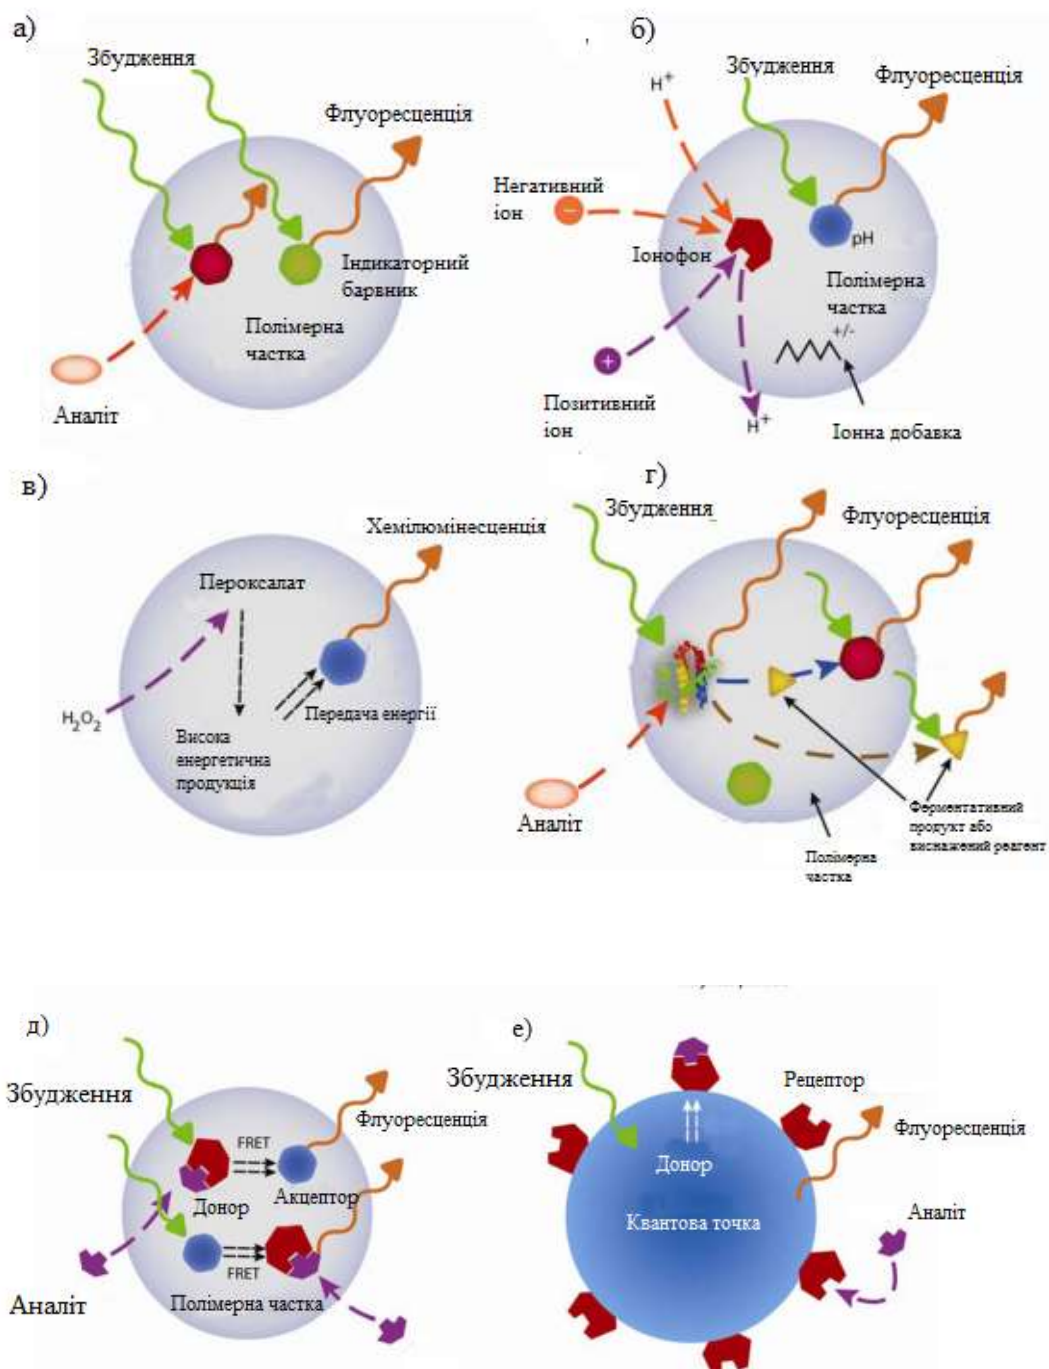 а)
Збудження
Флуоресценція
Індикаторний
барвник
Полімерна
частка
Аналіт
б)
Збудження
Флуоресценція
H⁺
Негативний
іон
−
Іонофон
pH
Полімерна
частка
+/-
+
Позитивний
іон
H⁺
Іонна добавка
в)
Хемілюмінесценція
Пероксалат
H₂O₂
Передача енергії
Висока
енергетична
продукція
г)
Збудження
Флуоресценція
Аналіт
Ферментативний
продукт або
виснажений реагент
Полімерна
частка
д)
Збудження
Флуоресценція
FRET
Донор
Акцептор
FRET
Аналіт
Полімерна частка
е)
Збудження
Рецептор
Флуоресценція
Донор
Квантова точка
Аналіт